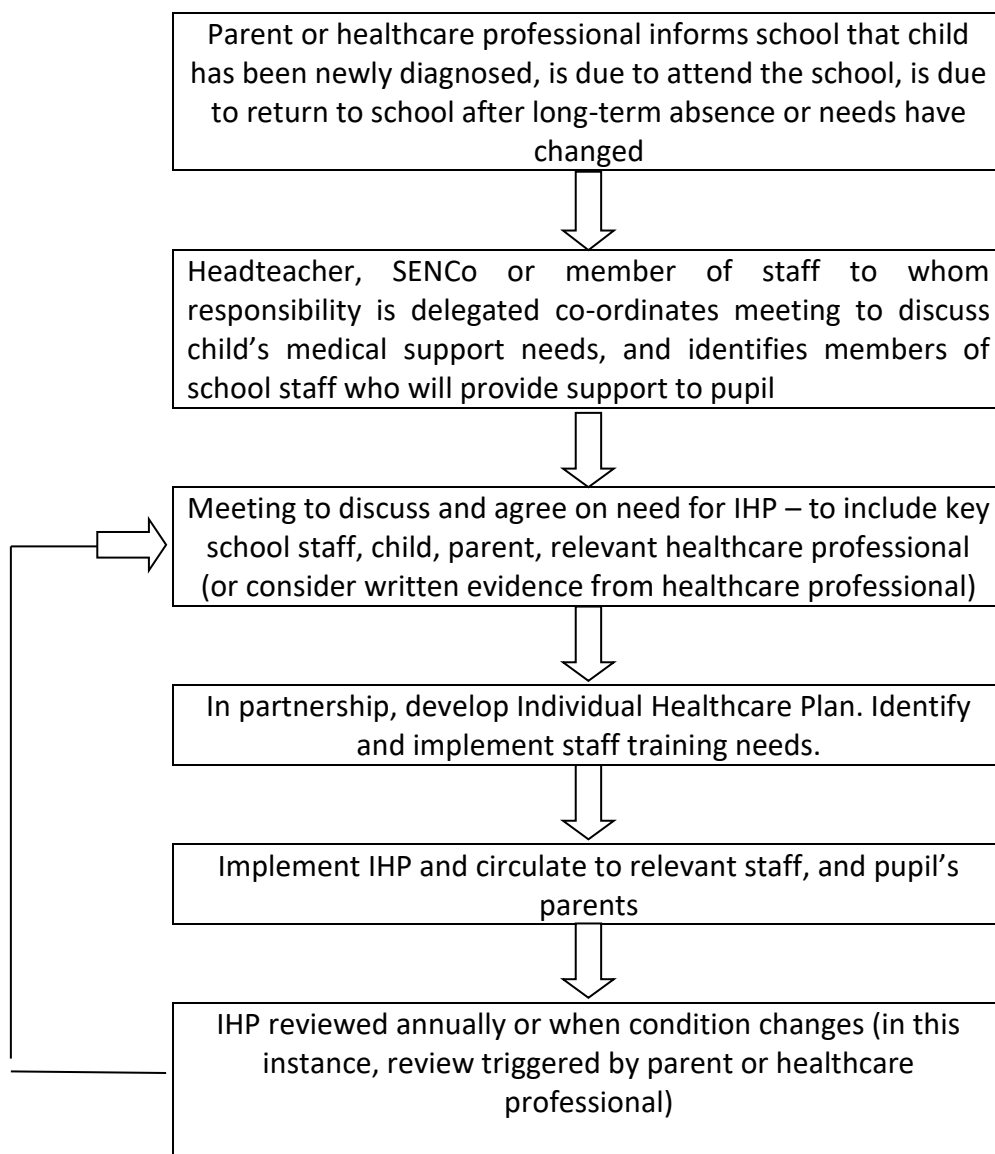 Parent or healthcare professional informs school that child
has been newly diagnosed, is due to attend the school, is due
to return to school after long-term absence or needs have
changed
Headteacher, SENCo or member of staff to whom
responsibility is delegated co-ordinates meeting to discuss
child’s medical support needs, and identifies members of
school staff who will provide support to pupil
Meeting to discuss and agree on need for IHP – to include key
school staff, child, parent, relevant healthcare professional
(or consider written evidence from healthcare professional)
In partnership, develop Individual Healthcare Plan. Identify
and implement staff training needs.
Implement IHP and circulate to relevant staff, and pupil’s
parents
IHP reviewed annually or when condition changes (in this
instance, review triggered by parent or healthcare
professional)